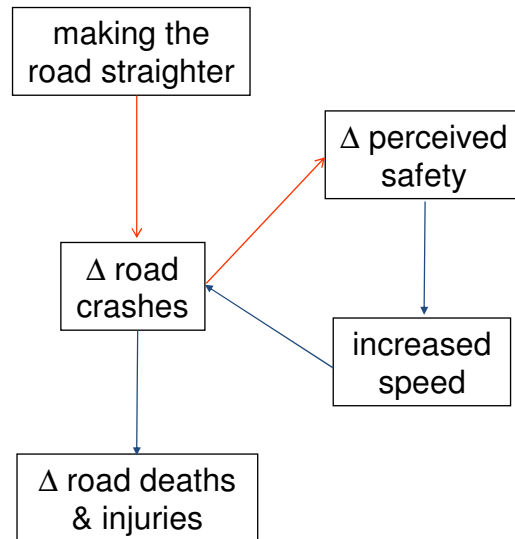 making the
road straighter
Δ perceived
safety
Δ road
crashes
increased
speed
Δ road deaths
& injuries